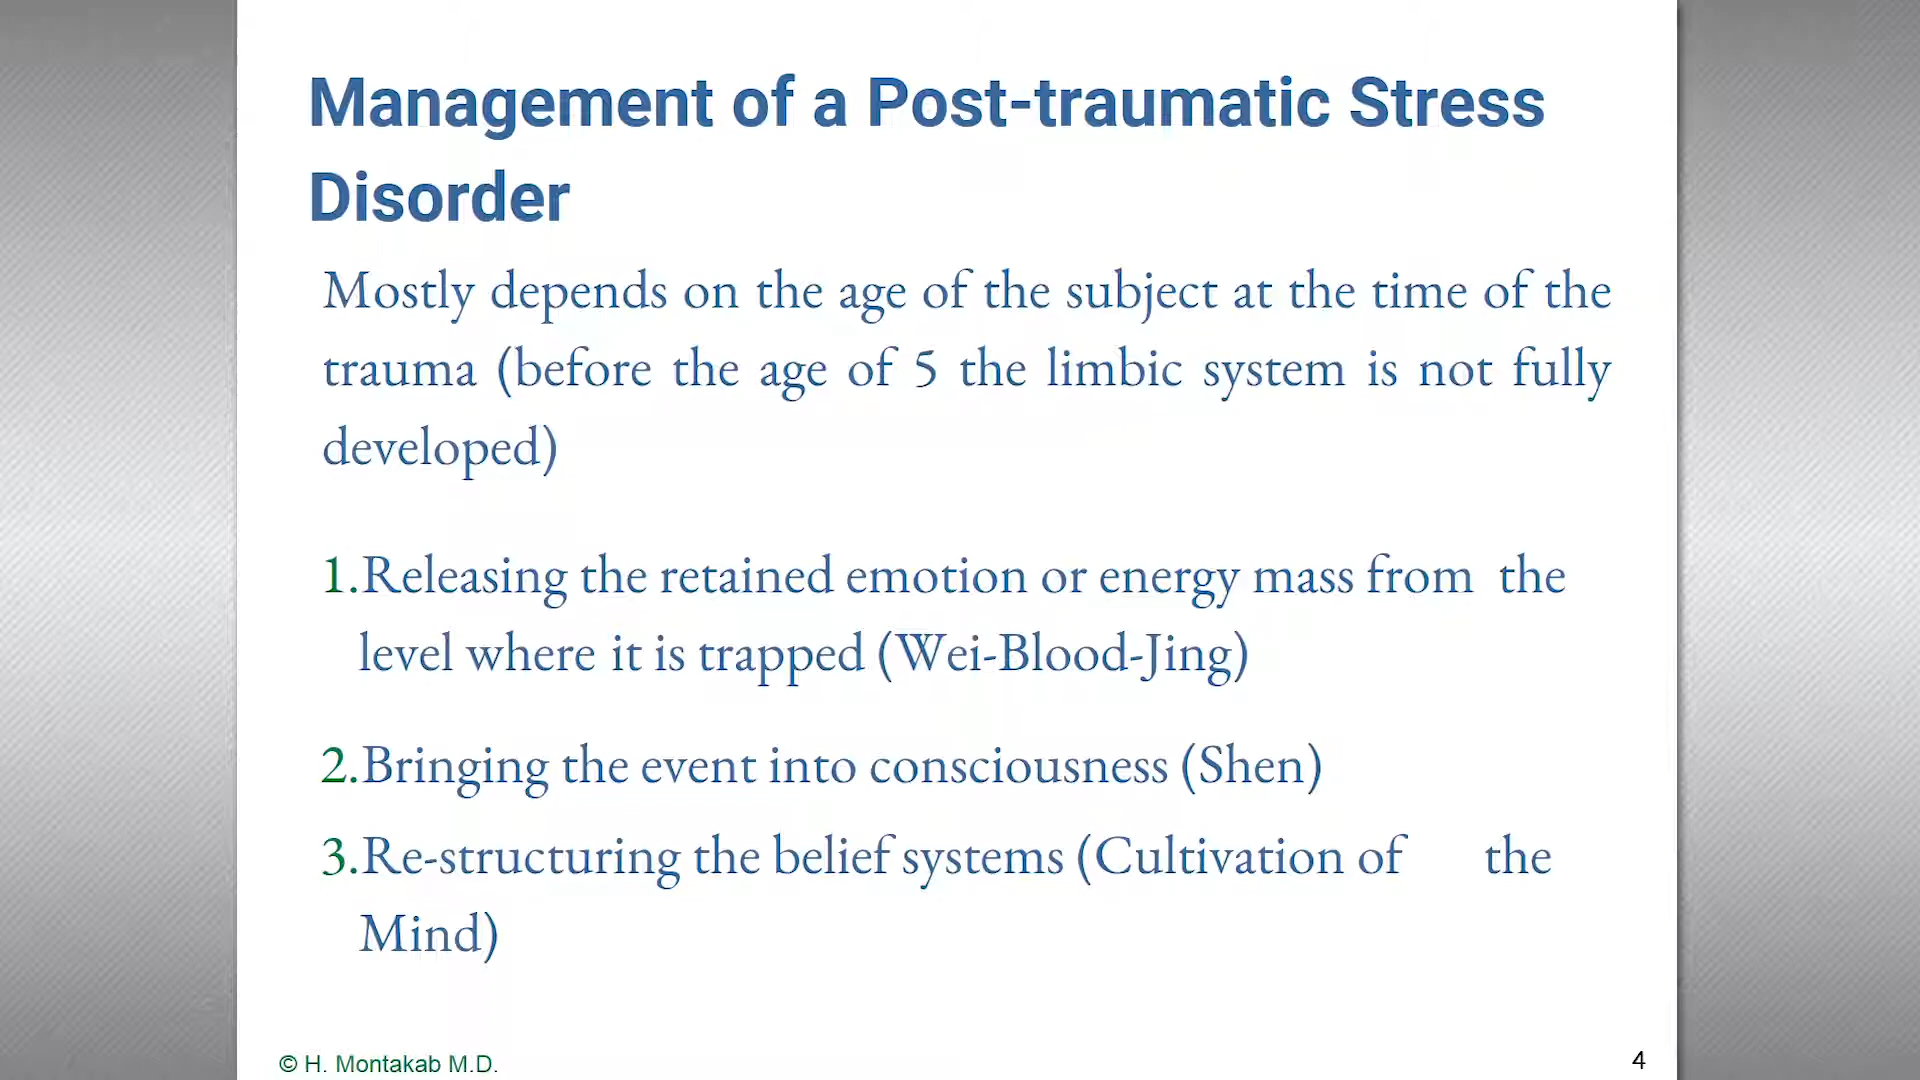 Management of a Post-traumatic Stress
Disorder
Mostly depends on the age of the subject at the time of the
trauma (before the age of 5 the limbic system is not fully
developed)
1.Releasing the retained emotion or energy mass from the
level where it is trapped (Wei-Blood-Jing)
2.Bringing the event into consciousness (Shen)
3.Re-structuring the belief systems (Cultivation of the
Mind)
© H. Montakab M.D.
4